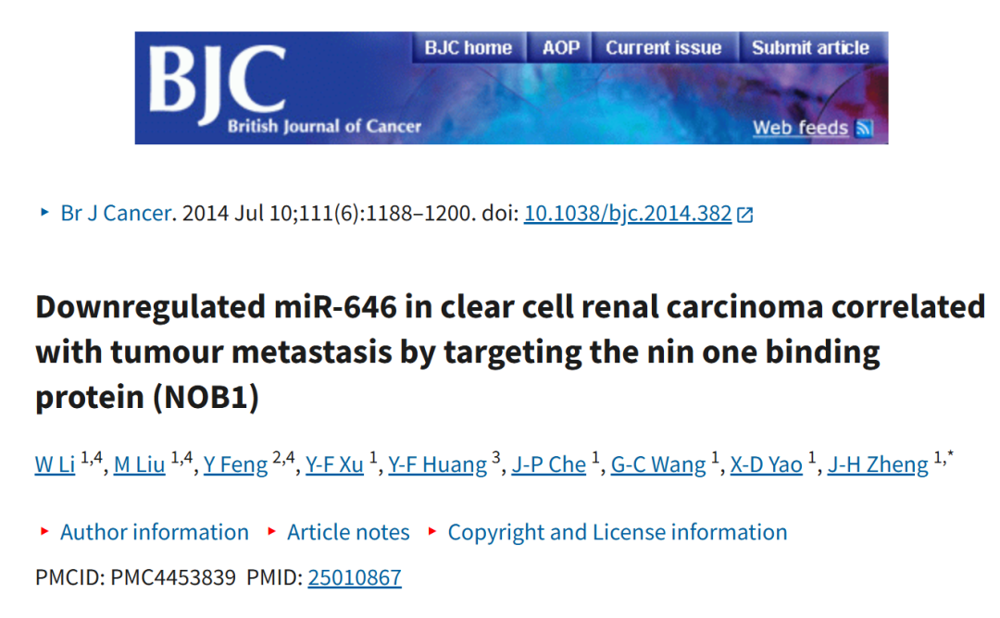 BJC home AOP Current issue Submit article
BJC
British Journal of Cancer
Web feeds
Br J Cancer. 2014 Jul 10;111(6):1188–1200. doi: 10.1038/bjc.2014.382
Downregulated miR-646 in clear cell renal carcinoma correlated
with tumour metastasis by targeting the nin one binding
protein (NOB1)
W Li 1,4, M Liu 1,4, Y Feng 2,4, Y-F Xu 1, Y-F Huang 3, J-P Che 1, G-C Wang 1, X-D Yao 1, J-H Zheng 1,*
Author information Article notes Copyright and License information
PMCID: PMC4453839 PMID: 25010867